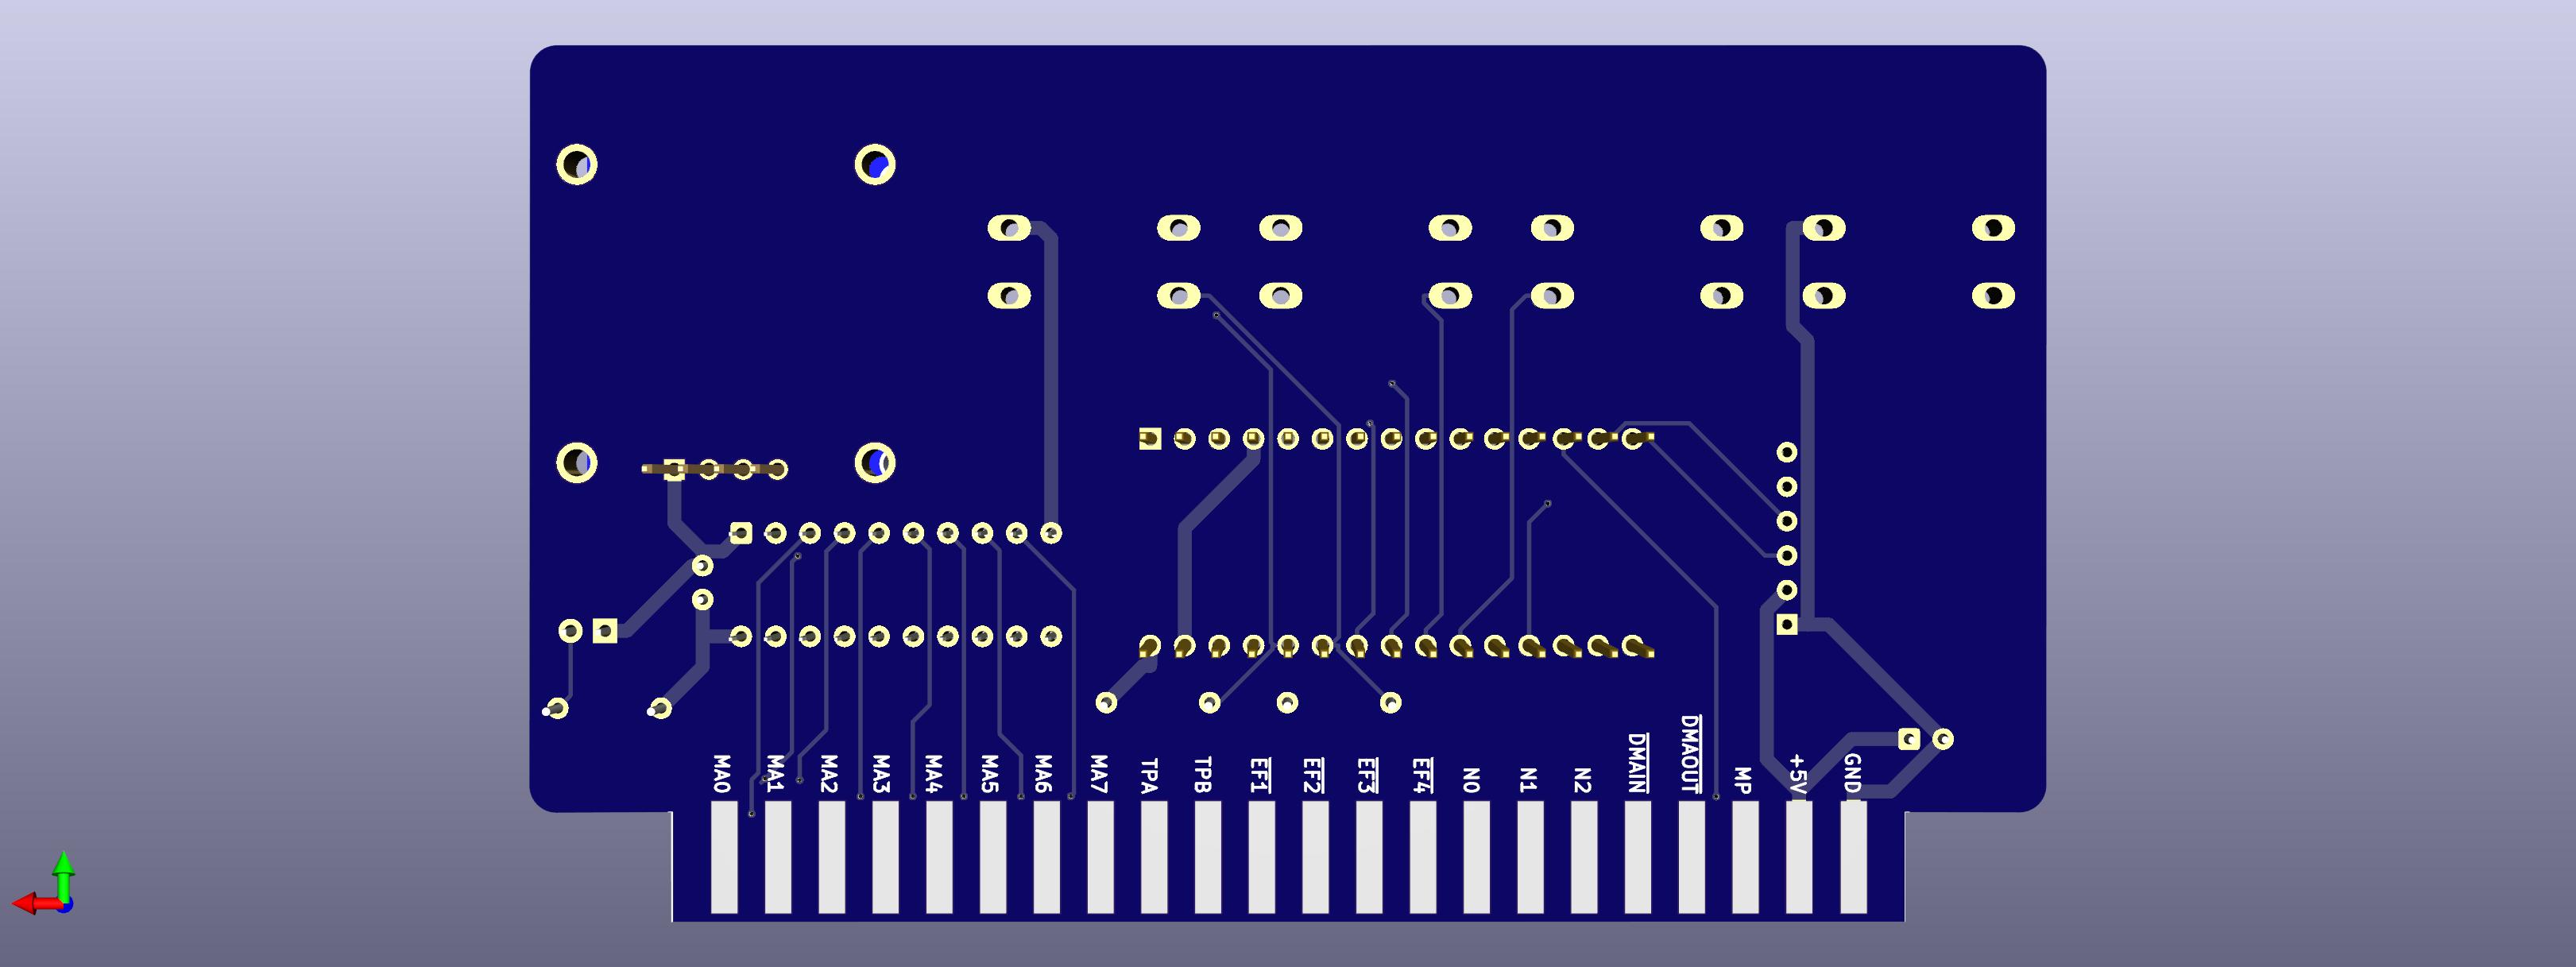 MA0
MA1
MA2
MA3
MA4
MA5
MA6
MA7
TPA
TPB
EF1
EF2
EF3
EF4
N0
N1
N2
DMAIN
DMAOUT
MP
+5V
GND